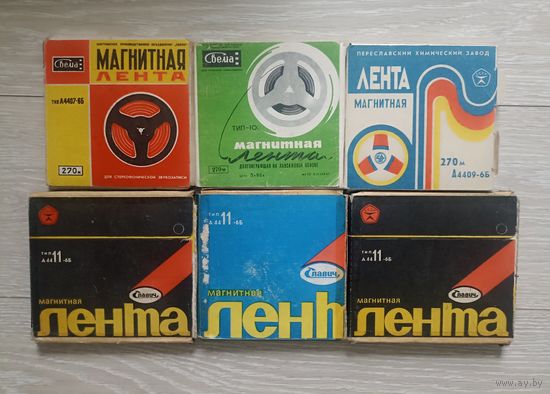 Свема
МАГНИТНАЯ
ЛЕНТА
ТИП А4407-6Б
270 м
ДЛЯ СТЕРЕОФОНИЧЕСКОЙ ЗВУКОЗАПИСИ
Свема
ТИП-10
магнитная
Лента
270 м
ПЕРЕСЛАВСКИЙ ХИМИЧЕСКИЙ ЗАВОД
ЛЕНТА
МАГНИТНАЯ
270 м
А4409-6Б
ТИП
А4411-6Б
Славич
магнитная
лента
ТИП
А4411-6Б
Славич
магнитная
лента
ТИП
А4411-6Б
Славич
магнитная
лента
www.ay.by